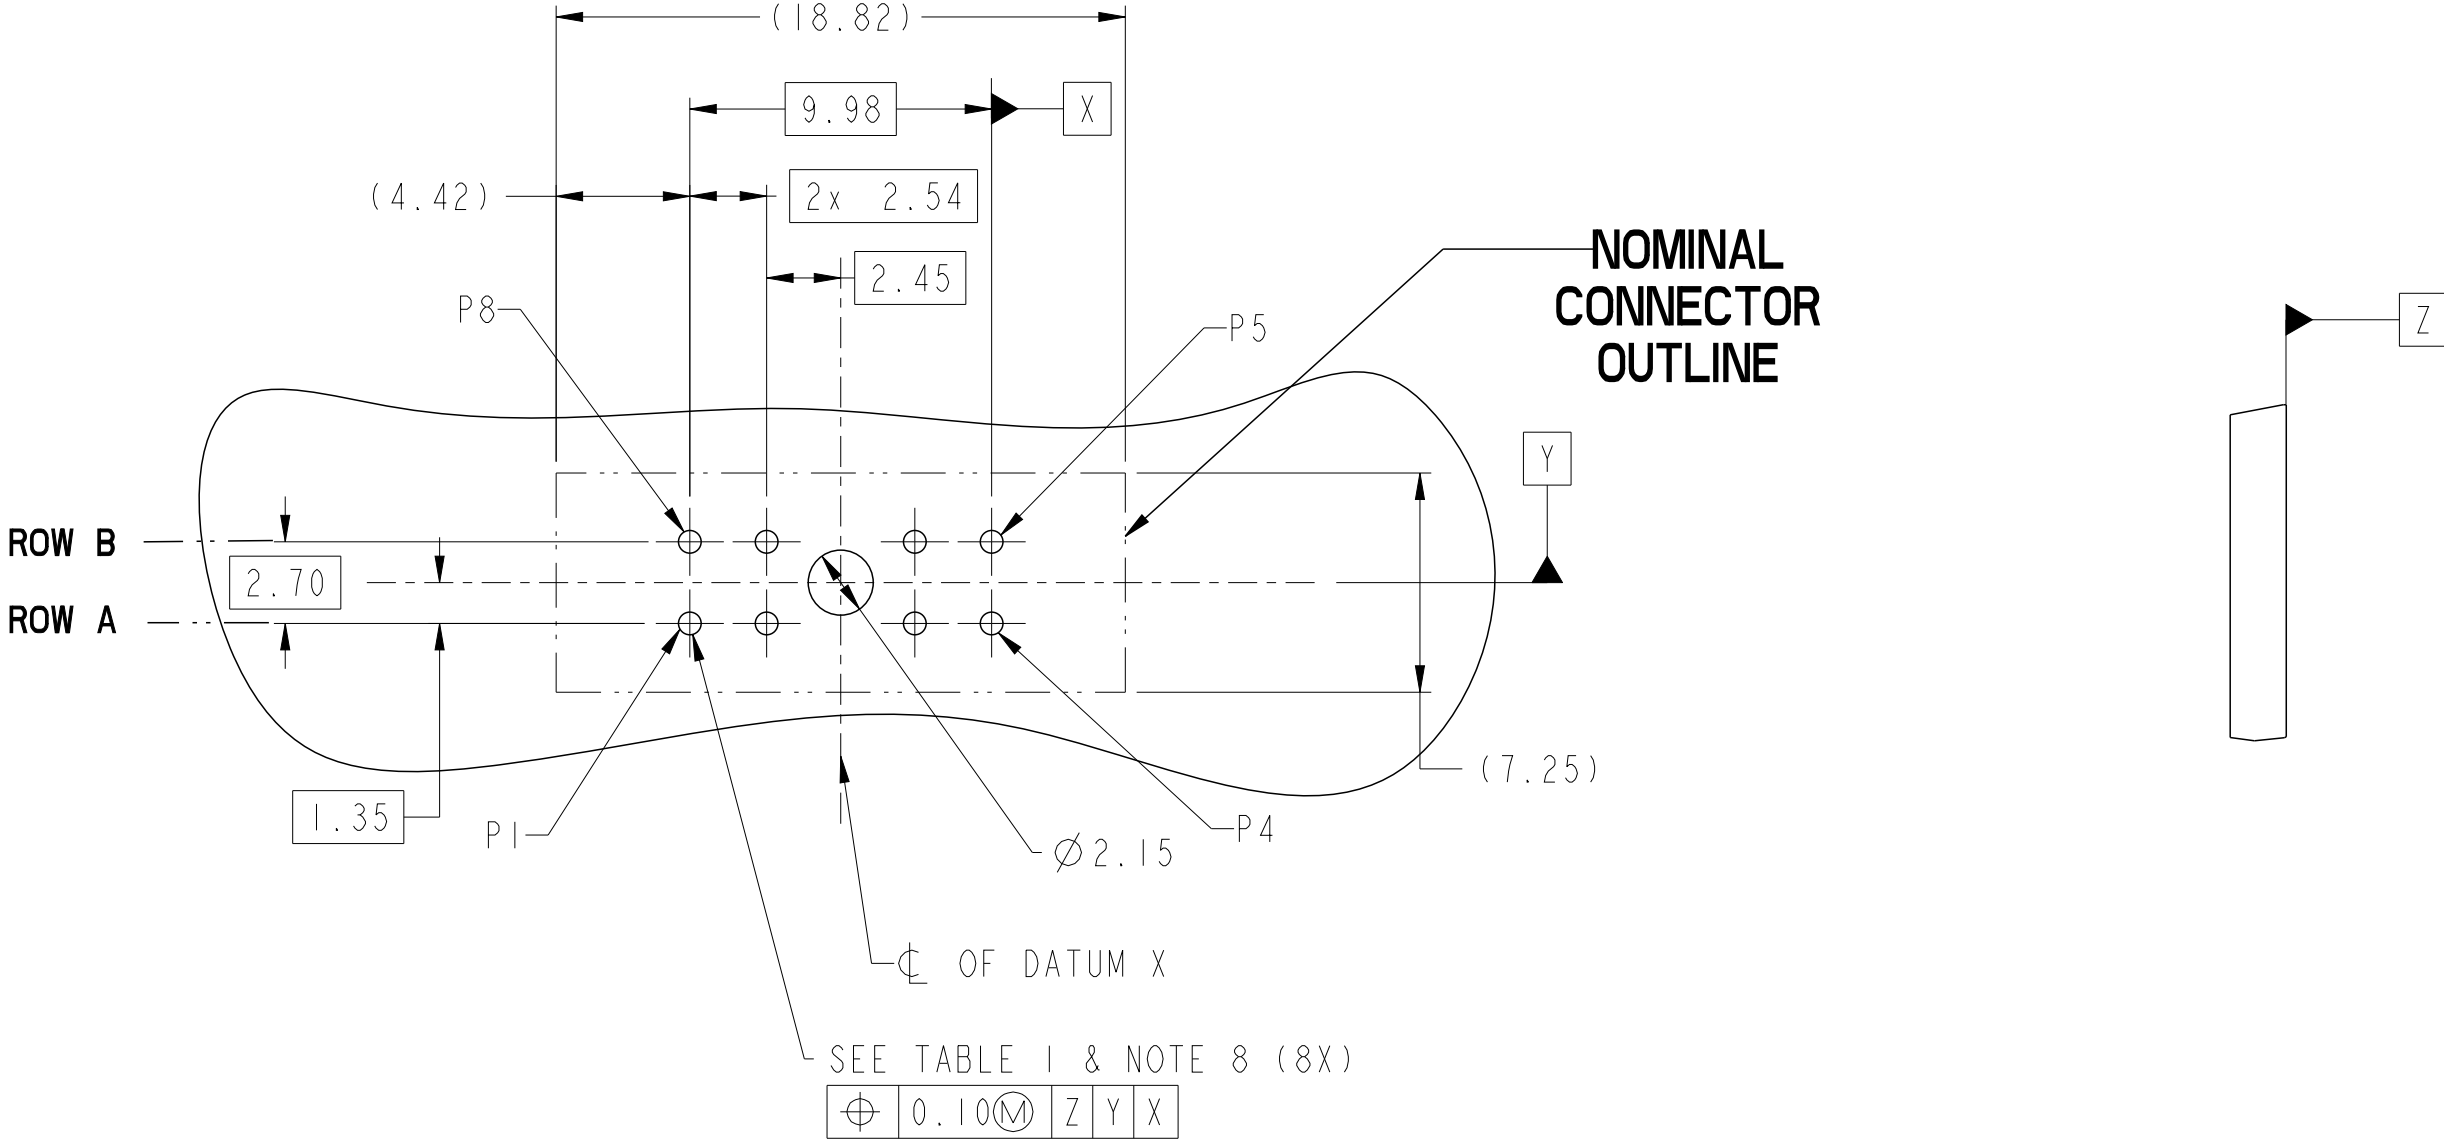 (18.82)
9.98
X
(4.42)
2x 2.54
2.45
NOMINAL
CONNECTOR
OUTLINE
P8
P5
Z
Y
ROW B
2.70
ROW A
(7.25)
1.35
P1
P4
⌀2.15
℄ OF DATUM X
SEE TABLE 1 & NOTE 8 (8X)
⌖ 0.10Ⓜ Z Y X